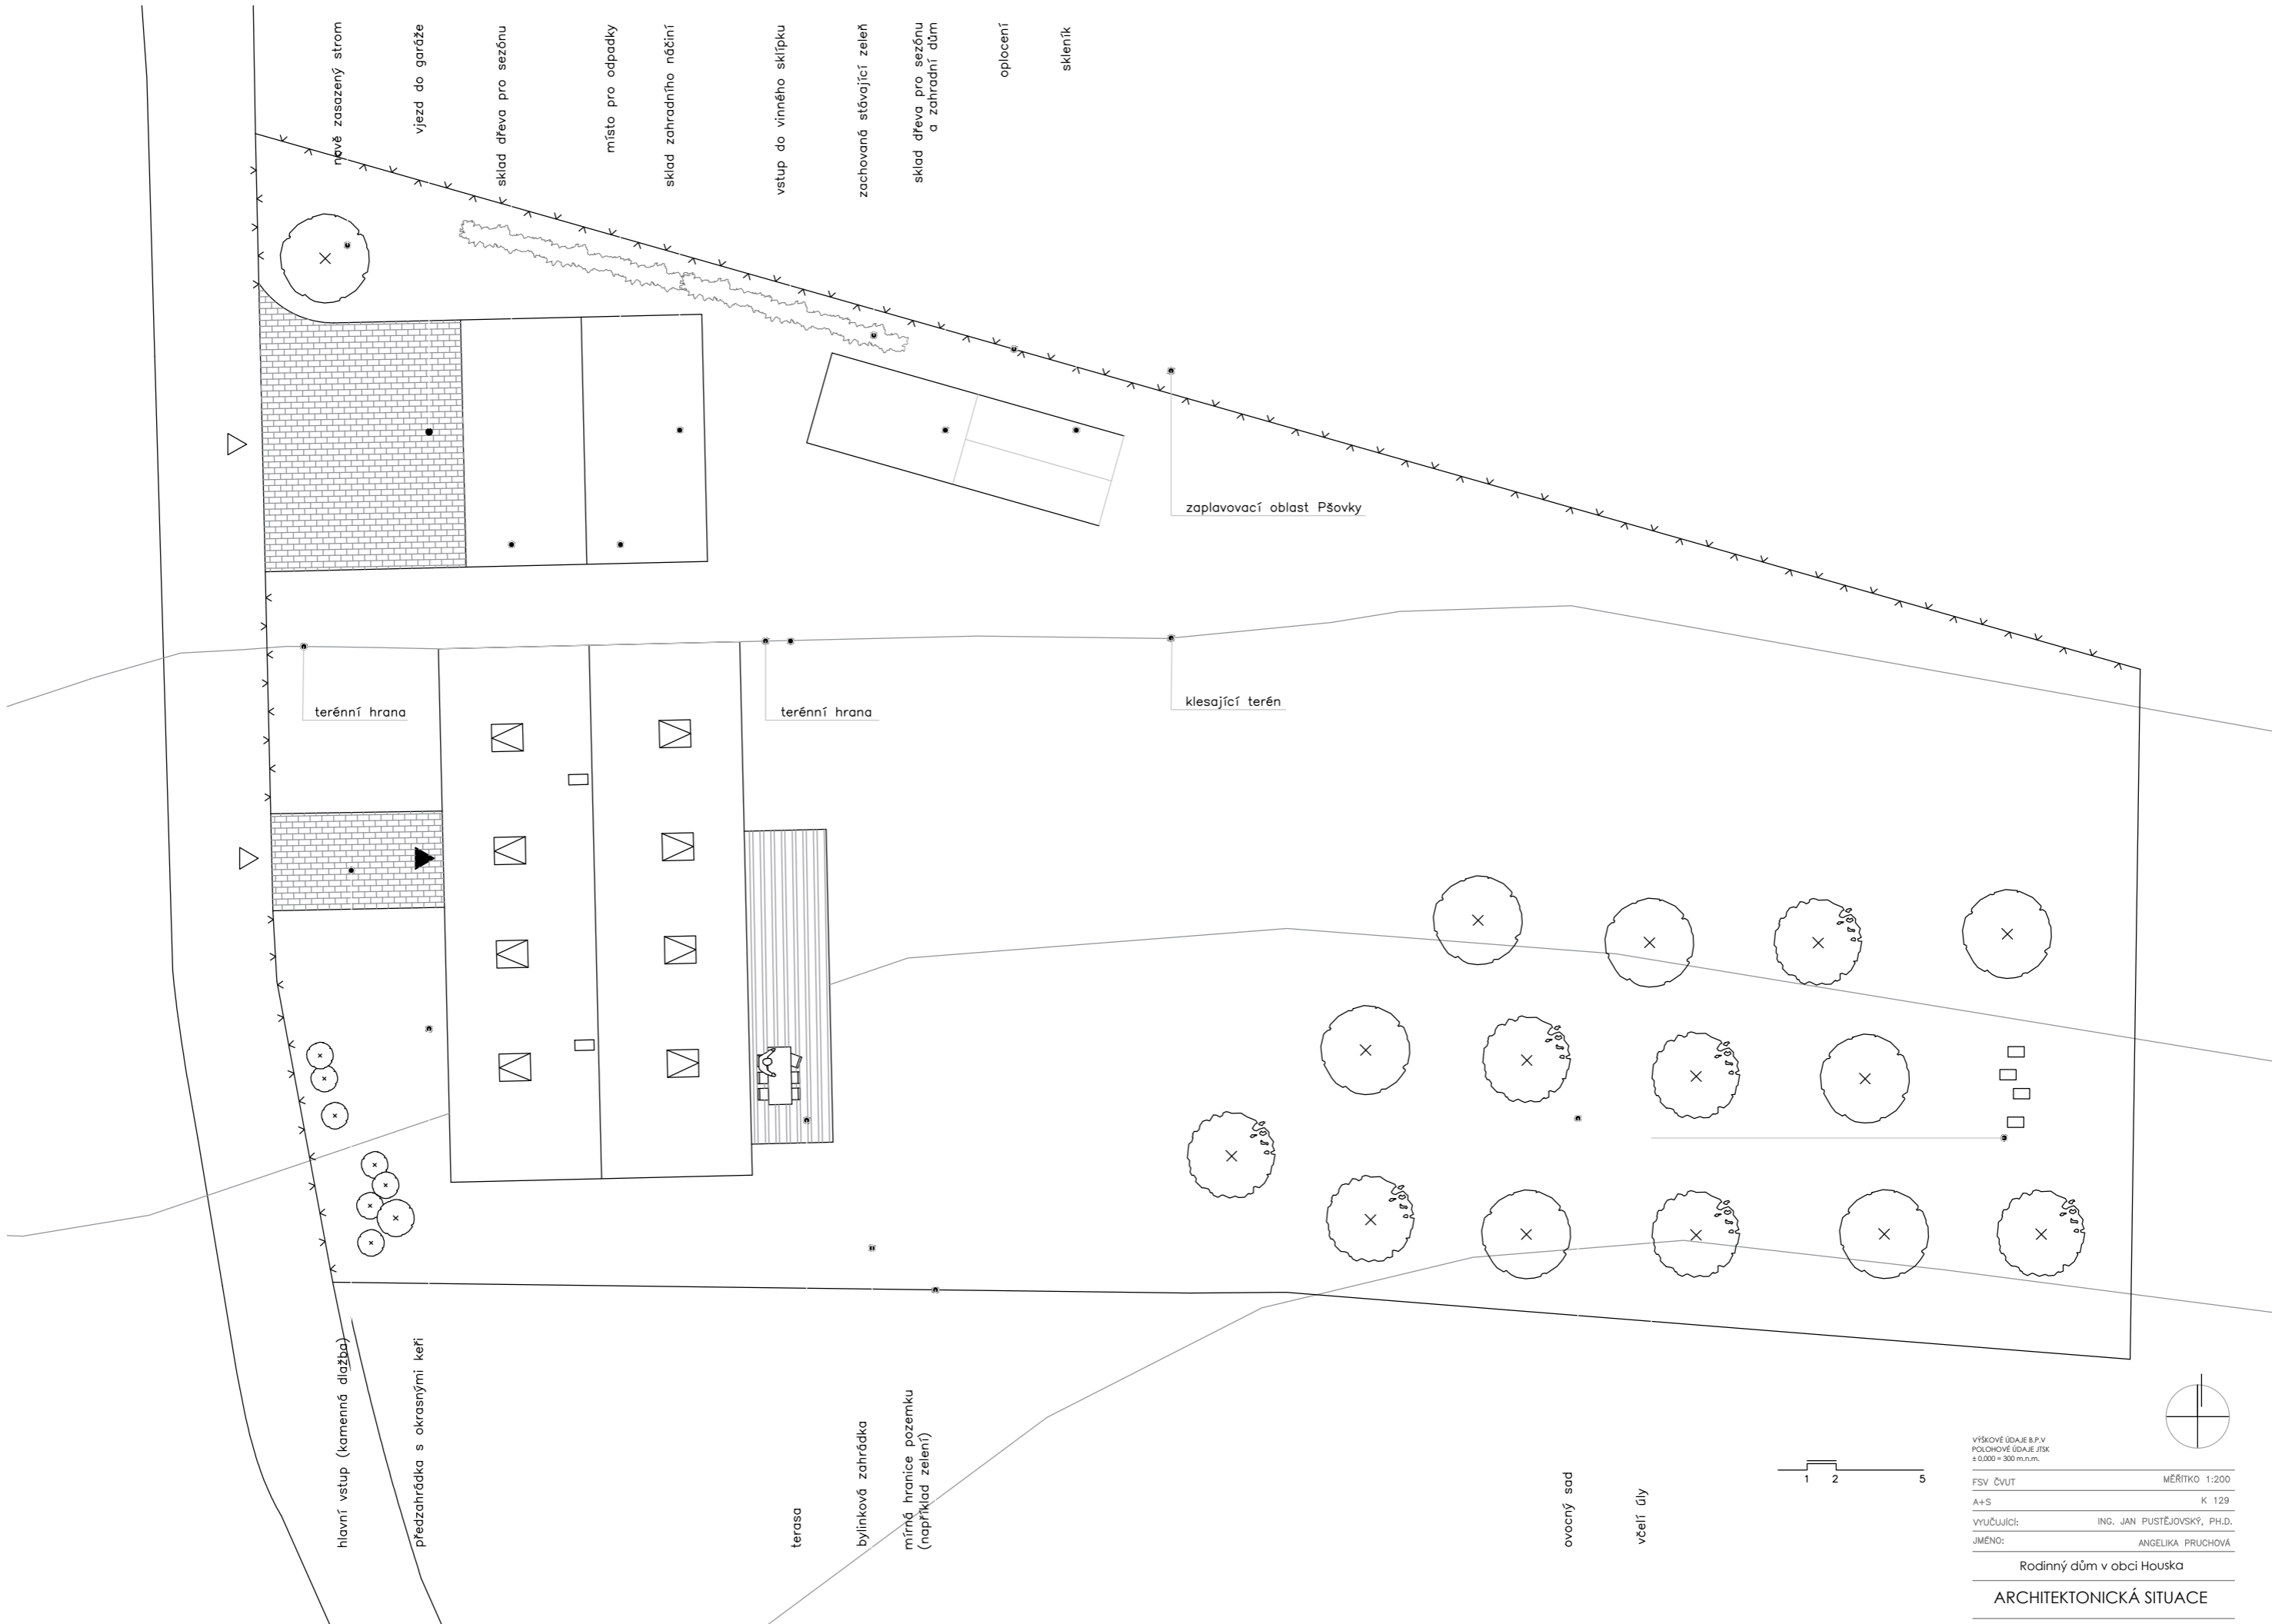 nově zasazený strom
vjezd do garáže
sklad dřeva pro sezónu
místo pro odpadky
sklad zahradního náčiní
vstup do vinného sklípku
zachovaná stávající zeleň
sklad dřeva pro sezónu
a zahradní dům
oplocení
skleník
zaplavovací oblast Pšovky
terénní hrana
terénní hrana
klesající terén
hlavní vstup (kamenná dlažba)
předzahrádka s okrasnými keři
terasa
bylinková zahrádka
mírná hranice pozemku
(například zelení)
ovocný sad
včelí úly
1 2 5
VÝŠKOVÉ ÚDAJE B.P.V
POLOHOVÉ ÚDAJE JTSK
± 0,000 = 300 m.n.m.
FSV ČVUT MĚŘÍTKO 1:200
A+S K 129
VYUČUJÍCÍ: ING. JAN PUSTĚJOVSKÝ, PH.D.
JMÉNO: ANGELIKA PRUCHOVÁ
Rodinný dům v obci Houska
ARCHITEKTONICKÁ SITUACE